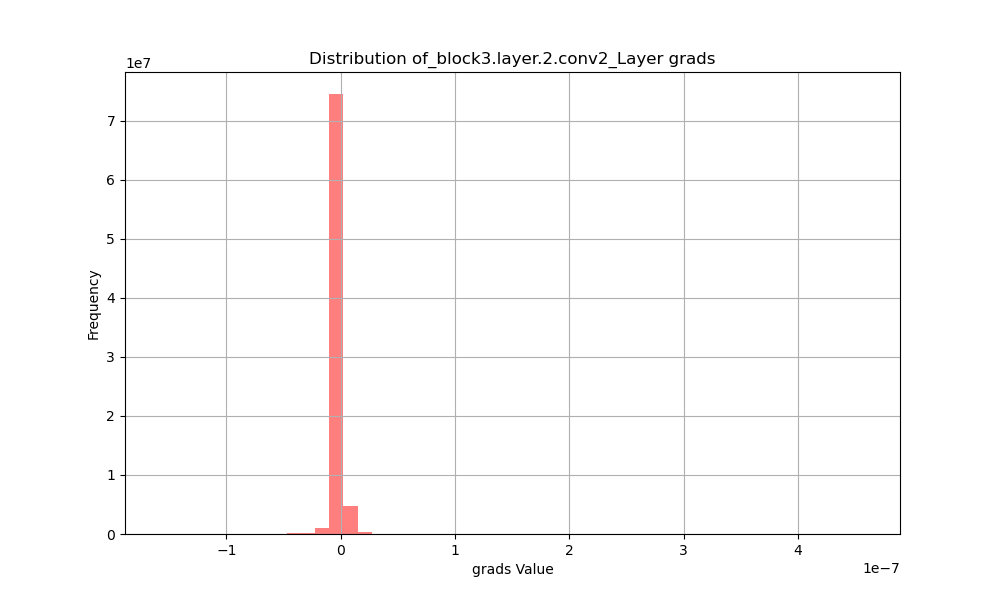 Distribution of_block3.layer.2.conv2_Layer grads
1e7
7
6
5
4
3
2
1
0
Frequency
−1 0 1 2 3 4
1e−7
grads Value